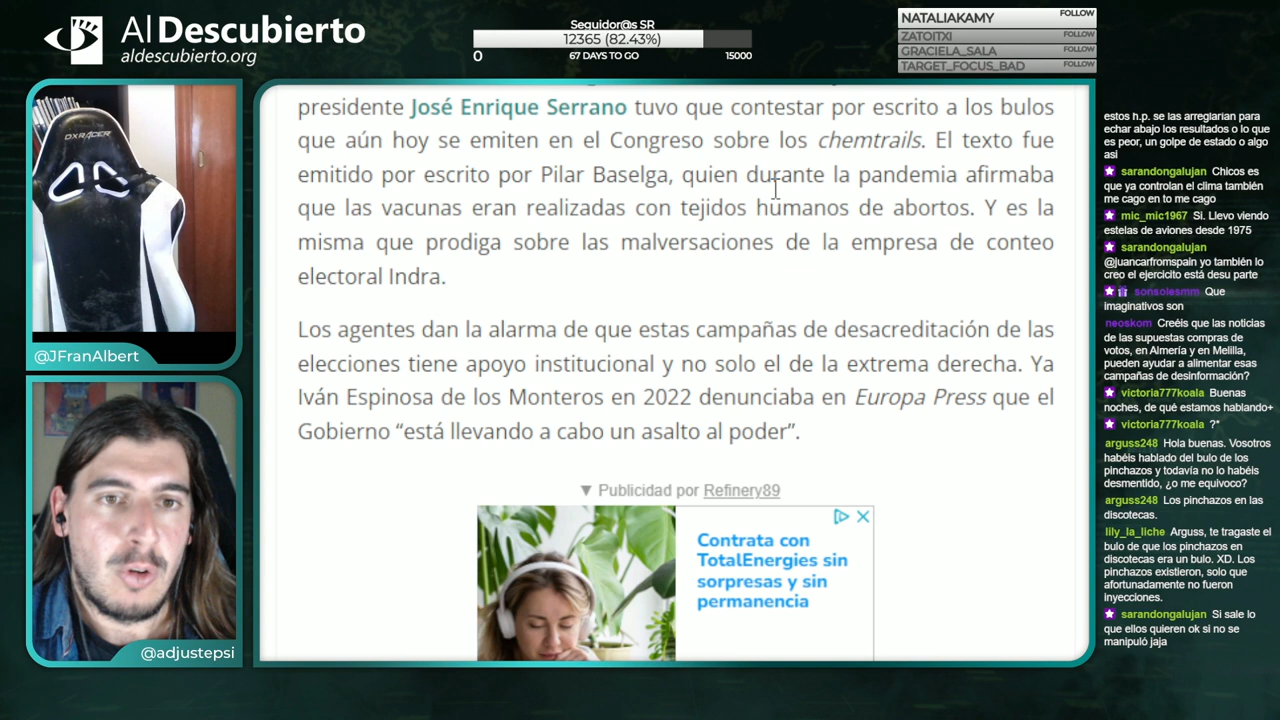 Al Descubierto
aldescubierto.org
Seguidor@s SR
12365 (82.43%)
0
67 DAYS TO GO
15000
NATALIAKAMY FOLLOW
ZATOITXI FOLLOW
GRACIELA_SALA FOLLOW
TARGET_FOCUS_BAD FOLLOW
DXRACER
@JFranAlbert
@adjustepsi
presidente José Enrique Serrano tuvo que contestar por escrito a los bulos
que aún hoy se emiten en el Congreso sobre los chemtrails. El texto fue
emitido por escrito por Pilar Baselga, quien durante la pandemia afirmaba
que las vacunas eran realizadas con tejidos humanos de abortos. Y es la
misma que prodiga sobre las malversaciones de la empresa de conteo
electoral Indra.
Los agentes dan la alarma de que estas campañas de desacreditación de las
elecciones tiene apoyo institucional y no solo el de la extrema derecha. Ya
Iván Espinosa de los Monteros en 2022 denunciaba en Europa Press que el
Gobierno “está llevando a cabo un asalto al poder”.
▼ Publicidad por Refinery89
Contrata con
TotalEnergies sin
sorpresas y sin
permanencia
estos h.p. se las arreglarían para
echar abajo los resultados o lo que
es peor, un golpe de estado o algo
asi
sarandongalujan Chicos es
que ya controlan el clima también
me cago en to me cago
mic_mic1967 Si. Llevo viendo
estelas de aviones desde 1975
sarandongalujan
@juancarfromspain yo también lo
creo el ejercicito está desu parte
sonsolesmm Que
imaginativos son
neoskom Creéis que las noticias
de las supuestas compras de
votos, en Almería y en Melilla,
pueden ayudar a alimentar esas
campañas de desinformación?
victoria777koala Buenas
noches, de qué estamos hablando+
victoria777koala ?*
arguss248 Hola buenas. Vosotros
habéis hablado del bulo de los
pinchazos y todavía no lo habéis
desmentido, ¿o me equivoco?
arguss248 Los pinchazos en las
discotecas.
lily_la_liche Arguss, te tragaste el
bulo de que los pinchazos en
discotecas era un bulo. XD. Los
pinchazos existieron, solo que
afortunadamente no fueron
inyecciones.
sarandongalujan Si sale lo
que ellos quieren ok si no se
manipuló jaja